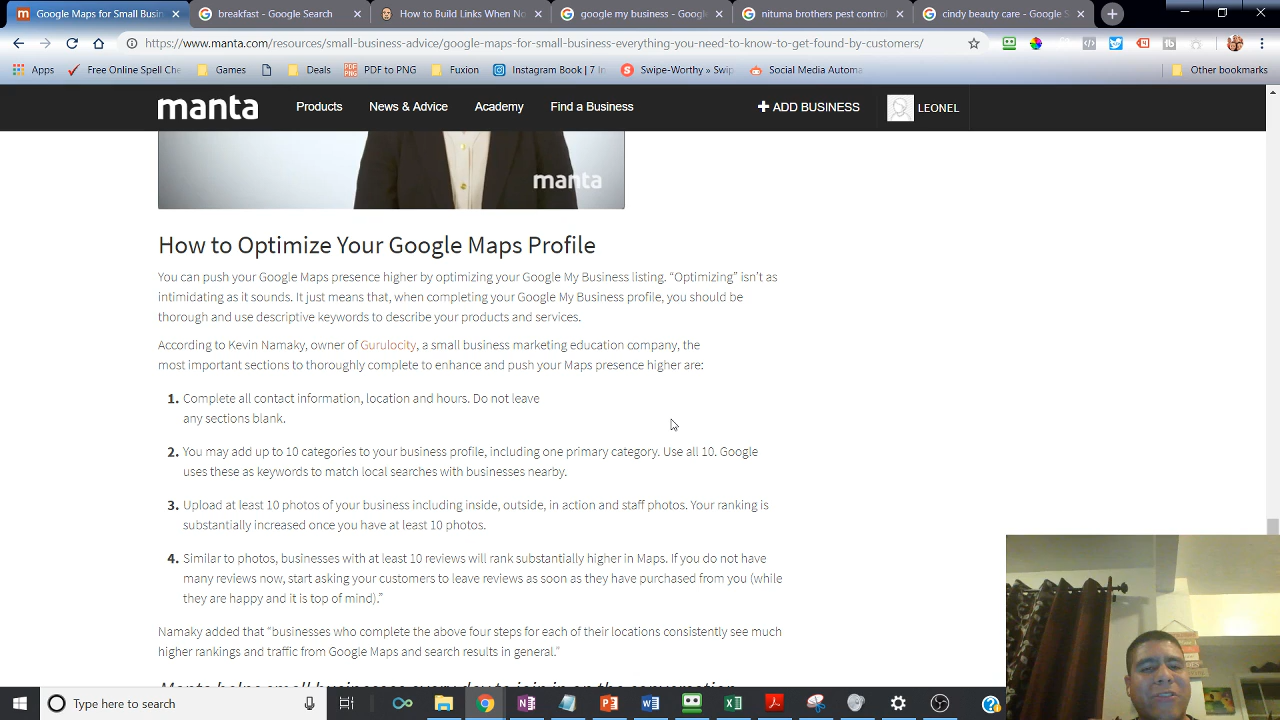 Google Maps for Small Busin
breakfast - Google Search
How to Build Links When No
google my business - Googl
nituma brothers pest control
cindy beauty care - Google S
https://www.manta.com/resources/small-business-advice/google-maps-for-small-business-everything-you-need-to-know-to-get-found-by-customers/
Apps
Free Online Spell Che
Games
Deals
PDF to PNG
Fuxion
Instagram Book | 7 In
Swipe-Worthy » Swip
Social Media Automa
Other bookmarks
manta
Products
News & Advice
Academy
Find a Business
+ ADD BUSINESS
LEONEL
manta
How to Optimize Your Google Maps Profile
You can push your Google Maps presence higher by optimizing your Google My Business listing. “Optimizing” isn’t as
intimidating as it sounds. It just means that, when completing your Google My Business profile, you should be
thorough and use descriptive keywords to describe your products and services.
According to Kevin Namaky, owner of Gurulocity, a small business marketing education company, the
most important sections to thoroughly complete to enhance and push your Maps presence higher are:
1. Complete all contact information, location and hours. Do not leave
any sections blank.
2. You may add up to 10 categories to your business profile, including one primary category. Use all 10. Google
uses these as keywords to match local searches with businesses nearby.
3. Upload at least 10 photos of your business including inside, outside, in action and staff photos. Your ranking is
substantially increased once you have at least 10 photos.
4. Similar to photos, businesses with at least 10 reviews will rank substantially higher in Maps. If you do not have
many reviews now, start asking your customers to leave reviews as soon as they have purchased from you (while
they are happy and it is top of mind).”
Namaky added that “businesses who complete the above four steps for each of their locations consistently see much
higher rankings and traffic from Google Maps and search results in general.”
Type here to search